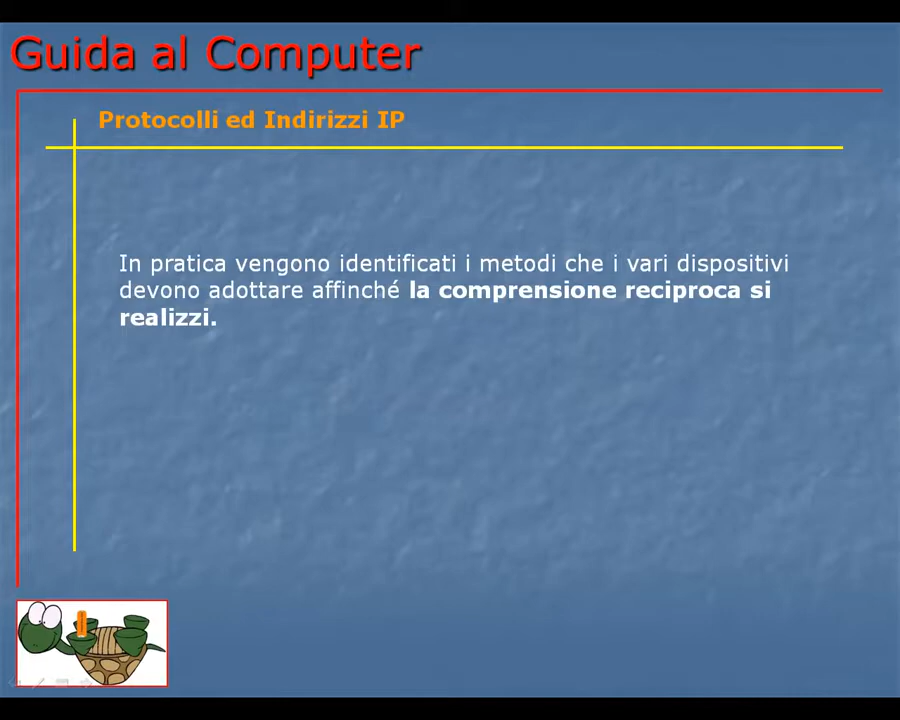 Guida al Computer
Protocolli ed Indirizzi IP
In pratica vengono identificati i metodi che i vari dispositivi
devono adottare affinché la comprensione reciproca si
realizzi.